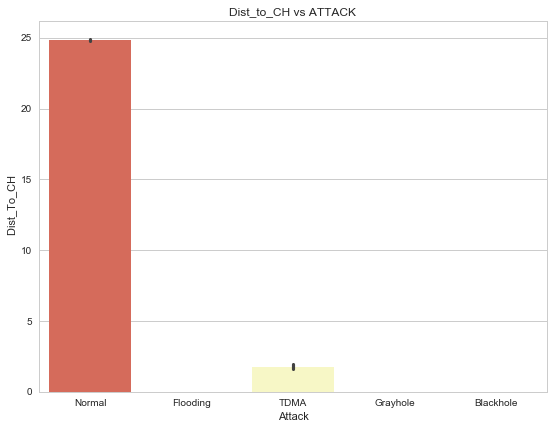 Dist_to_CH vs ATTACK
25
20
15
10
5
0
Dist_To_CH
Normal
Flooding
TDMA
Grayhole
Blackhole
Attack